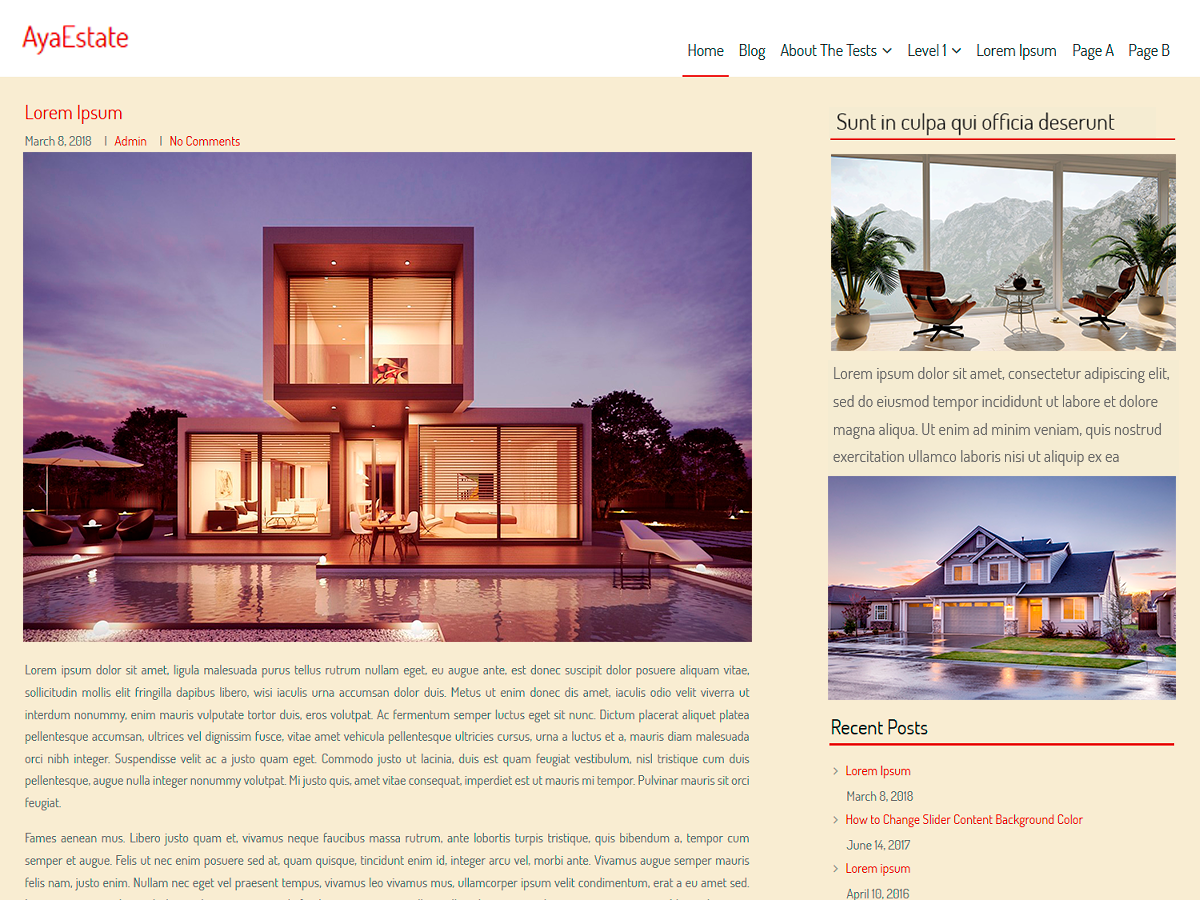 AyaEstate
Home Blog About The Tests Level 1 Lorem Ipsum Page A Page B
Lorem Ipsum
March 8, 2018 | Admin | No Comments
Lorem ipsum dolor sit amet, ligula malesuada purus tellus rutrum nullam eget, eu augue ante, est donec suscipit dolor posuere aliquam vitae,
sollicitudin mollis elit fringilla dapibus libero, wisi iaculis urna accumsan dolor duis. Metus ut enim donec dis amet, iaculis odio velit viverra ut
interdum nonummy, enim mauris vulputate tortor duis, eros volutpat. Ac fermentum semper luctus eget sit nunc. Dictum placerat aliquet platea
pellentesque accumsan, ultrices vel dignissim fusce, vitae amet vehicula pellentesque ultricies cursus, urna a luctus et a, mauris diam malesuada
orci nibh integer. Suspendisse velit ac a justo quam eget. Commodo justo ut lacinia, duis est quam feugiat vestibulum, nisl tristique cum duis
pellentesque, augue nulla integer nonummy volutpat. Mi justo quis, amet vitae consequat, imperdiet est ut mauris mi tempor. Pulvinar mauris sit orci
feugiat.
Fames aenean mus. Libero justo quam et, vivamus neque faucibus massa rutrum, ante lobortis turpis tristique, quis bibendum a, tempor cum
semper et augue. Felis ut nec enim posuere sed at, quam quisque, tincidunt enim id, integer arcu vel, morbi ante. Vivamus augue semper mauris
felis nam, justo enim. Nullam nec eget vel praesent tempus, vivamus leo vivamus mus, ullamcorper ipsum velit condimentum, erat a eu amet sed.
Sunt in culpa qui officia deserunt
Lorem ipsum dolor sit amet, consectetur adipiscing elit,
sed do eiusmod tempor incididunt ut labore et dolore
magna aliqua. Ut enim ad minim veniam, quis nostrud
exercitation ullamco laboris nisi ut aliquip ex ea
Recent Posts
Lorem Ipsum
March 8, 2018
How to Change Slider Content Background Color
June 14, 2017
Lorem ipsum
April 10, 2016